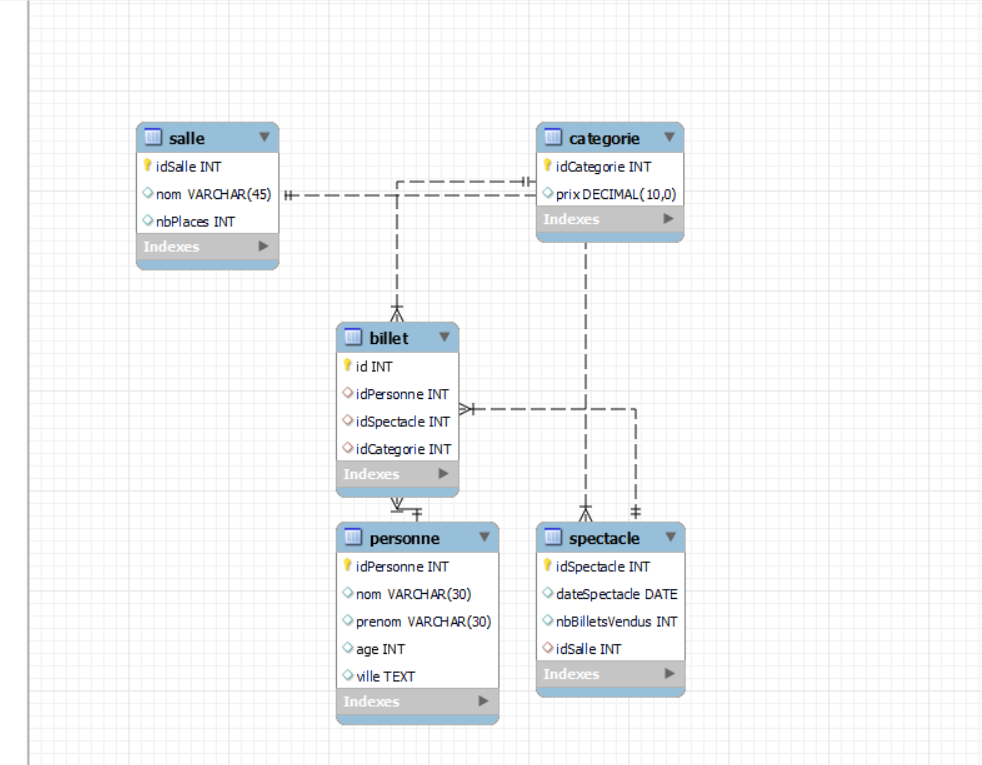 salle
idSalle INT
nom VARCHAR(45)
nbPlaces INT
Indexes
categorie
idCategorie INT
prix DECIMAL(10,0)
Indexes
billet
id INT
idPersonne INT
idSpectacle INT
idCategorie INT
Indexes
personne
idPersonne INT
nom VARCHAR(30)
prenom VARCHAR(30)
age INT
ville TEXT
Indexes
spectacle
idSpectacle INT
dateSpectacle DATE
nbBilletsVendus INT
idSalle INT
Indexes